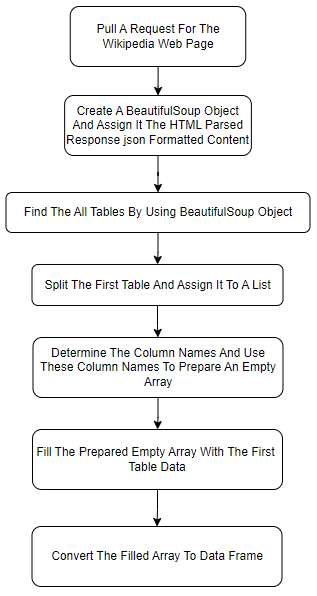 Pull A Request For The
Wikipedia Web Page
Create A BeautifulSoup Object
And Assign It The HTML Parsed
Response json Formatted Content
Find The All Tables By Using BeautifulSoup Object
Split The First Table And Assign It To A List
Determine The Column Names And Use
These Column Names To Prepare An Empty
Array
Fill The Prepared Empty Array With The First
Table Data
Convert The Filled Array To Data Frame